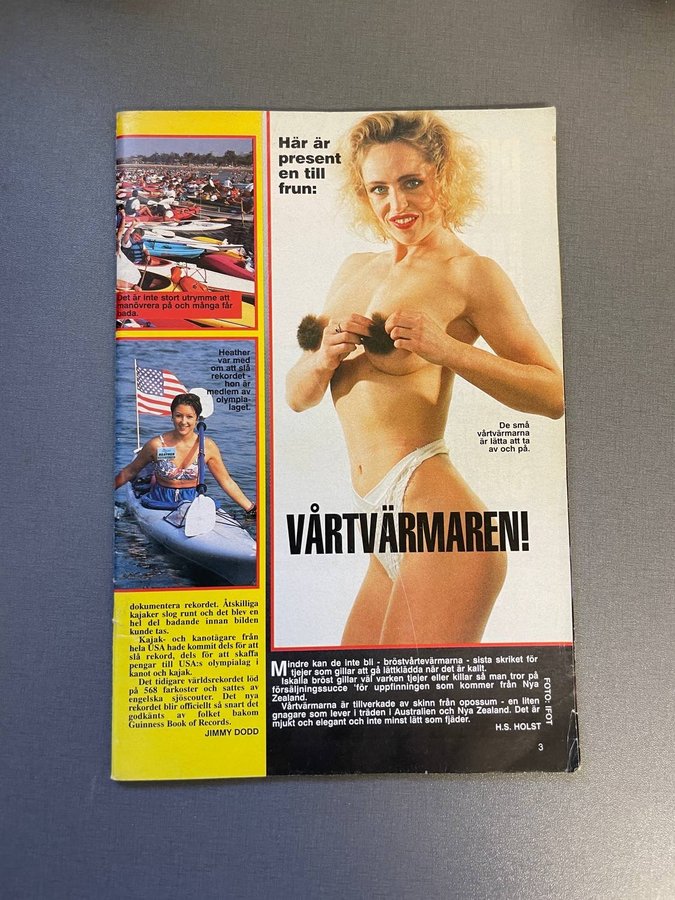 Det är inte stort utrymme att
manövrera på och många får
bada.
Heather
var med
om att slå
rekordet -
hon är
medlem av
olympia-
laget.
HEATHER
dokumentera rekordet. Åtskilliga
kajaker slog runt och det blev en
hel del badande innan bilden
kunde tas.
Kajak- och kanotägare från
hela USA hade kommit dels för att
slå rekord, dels för att skaffa
pengar till USA:s olympialag i
kanot och kajak.
Det tidigare världsrekordet löd
på 568 farkoster och sattes av
engelska sjöscouter. Det nya
rekordet blir officiellt så snart det
godkänts av folket bakom
Guinness Book of Records.
JIMMY DODD
Här är
present
en till
frun:
De små
vårtvärmarna
är lätta att ta
av och på.
VÅRTVÄRMAREN!
Mindre kan de inte bli - bröstvårtevärmarna - sista skriket för
tjejer som gillar att gå lättklädda när det är kallt.
Iskalla bröst gillar väl varken tjejer eller killar så man tror på
försäljningssucce för uppfinningen som kommer från Nya
Zealand.
Vårtvärmarna är tillverkade av skinn från opossum - en liten
gnagare som lever i träden i Australien och Nya Zealand. Det är
mjukt och elegant och inte minst lätt som fjäder.
H.S. HOLST
FOTO: IFOT
3